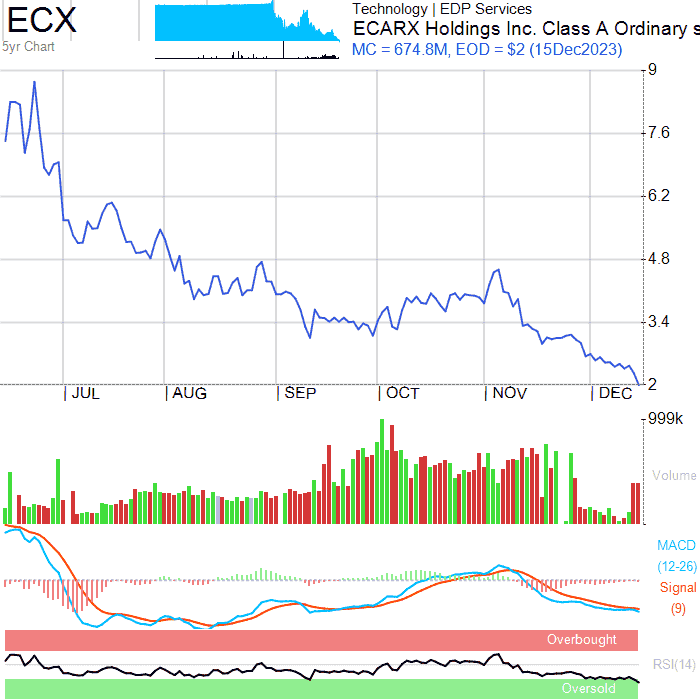 ECX
5yr Chart
Technology | EDP Services
ECARX Holdings Inc. Class A Ordinary s
MC = 674.8M, EOD = $2 (15Dec2023)
9
7.6
6.2
4.8
3.4
2
| JUL | AUG | SEP | OCT | NOV | DEC
999k
Volume
MACD
(12-26)
Signal
(9)
Overbought
RSI(14)
Oversold